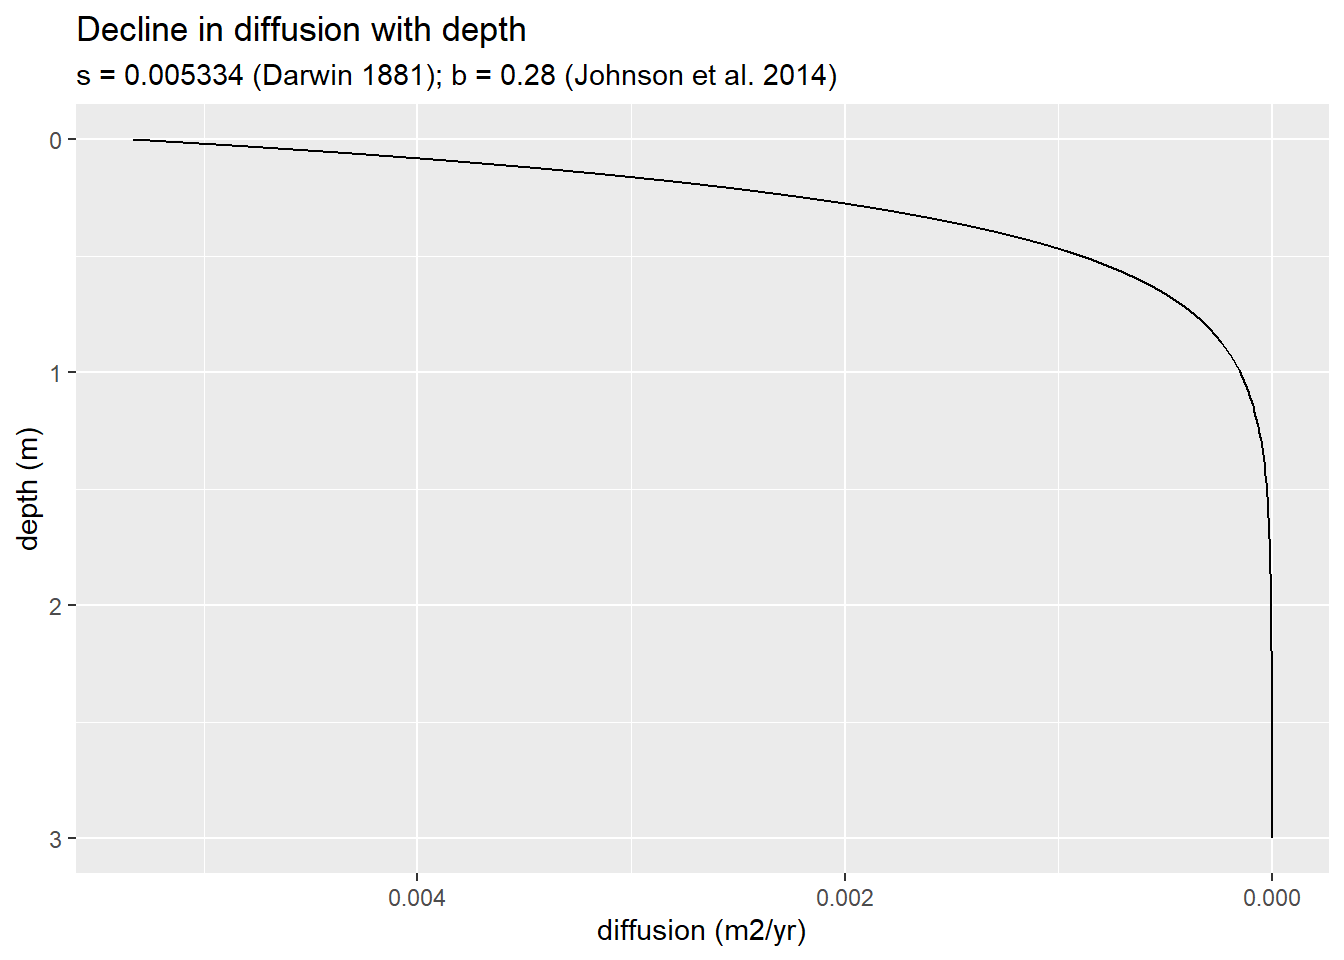 Decline in diffusion with depth
s = 0.005334 (Darwin 1881); b = 0.28 (Johnson et al. 2014)
0
1
2
3
depth (m)
0.004
0.002
0.000
diffusion (m2/yr)